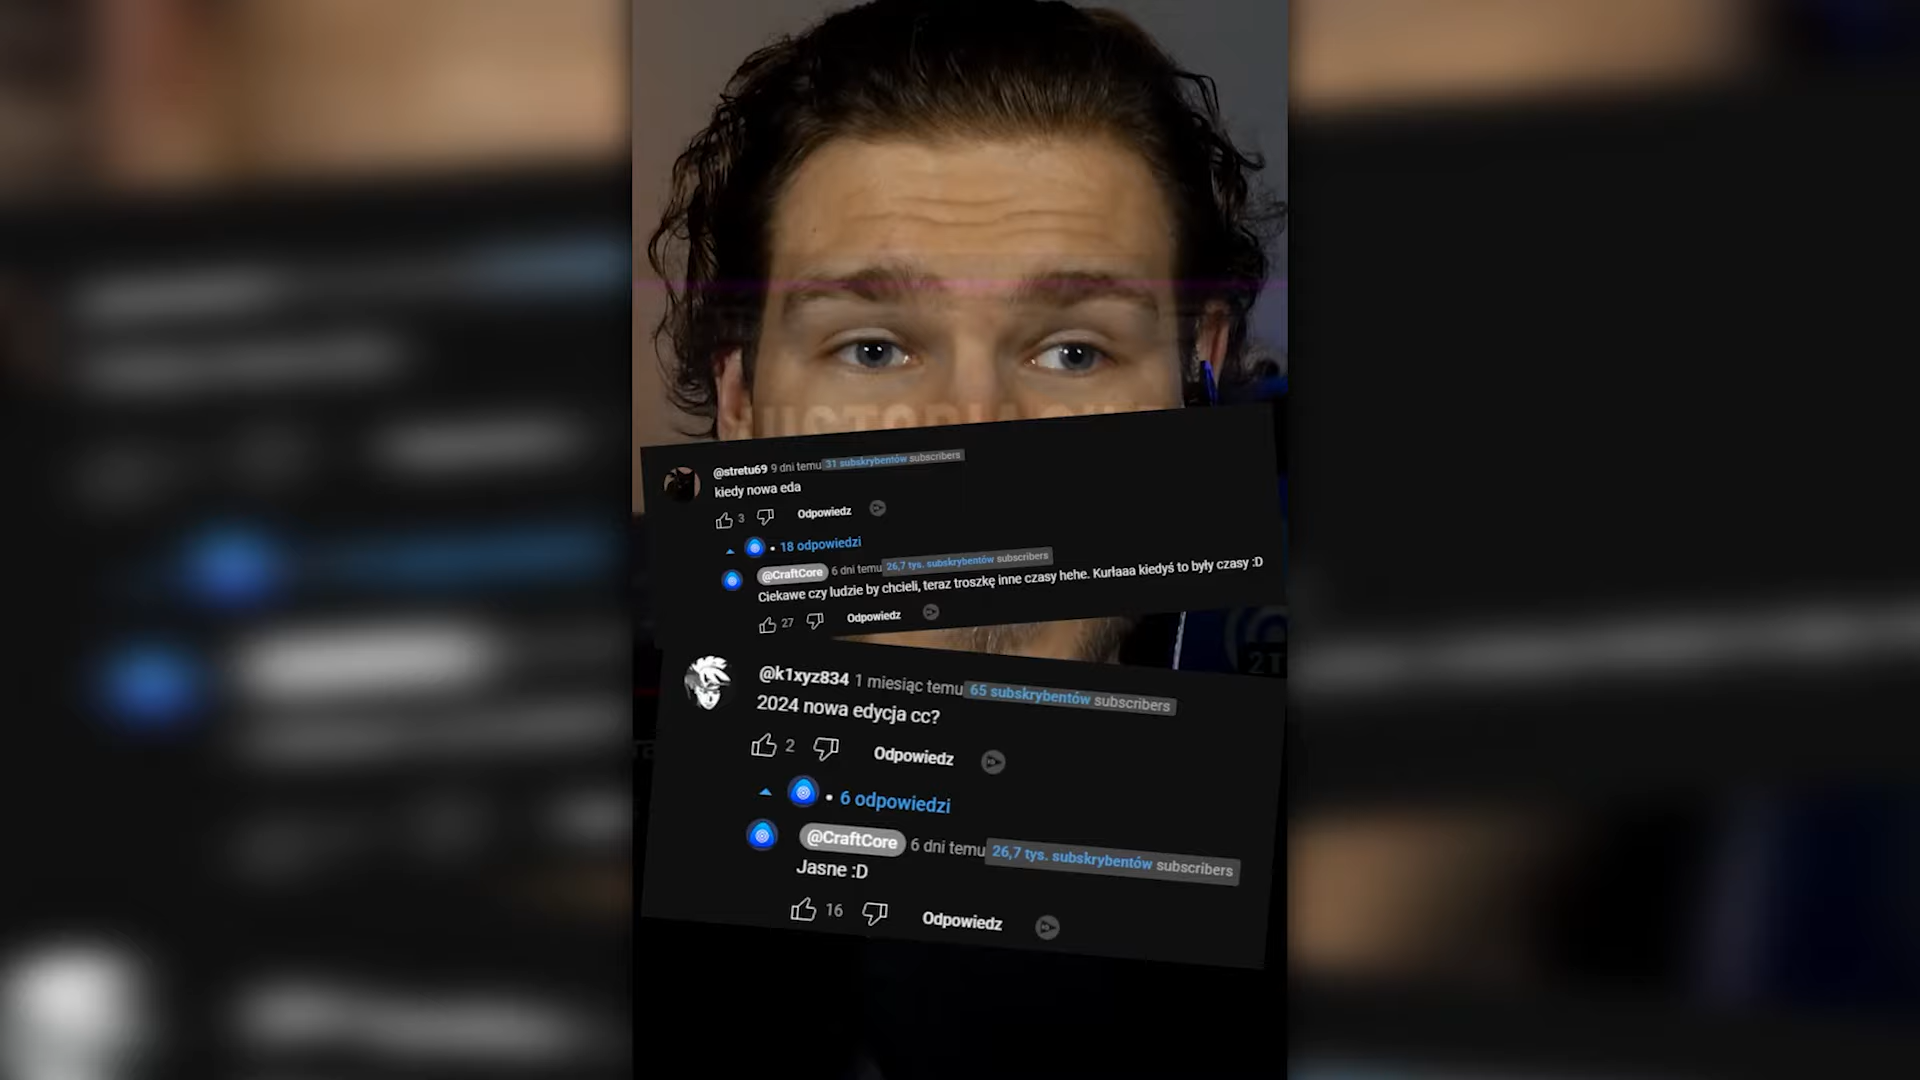 @stretu69 9 dni temu 31 subskrybentów subscribers
kiedy nowa eda
3 Odpowiedz
• 18 odpowiedzi
@CraftCore 6 dni temu 26,7 tys. subskrybentów subscribers
Ciekawe czy ludzie by chcieli, teraz troszkę inne czasy hehe. Kurłaaa kiedyś to były czasy :D
27 Odpowiedz
@k1xyz834 1 miesiąc temu 65 subskrybentów subscribers
2024 nowa edycja cc?
2 Odpowiedz
• 6 odpowiedzi
@CraftCore 6 dni temu 26,7 tys. subskrybentów subscribers
Jasne :D
16 Odpowiedz